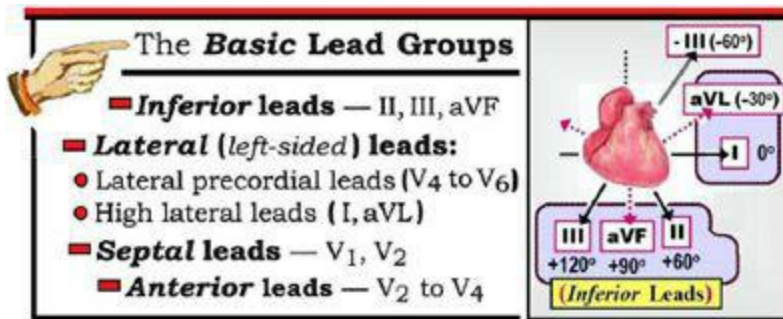 The Basic Lead Groups
Inferior leads — II, III, aVF
Lateral (left-sided) leads:
Lateral precordial leads (V4 to V6)
High lateral leads (I, aVL)
Septal leads — V1, V2
Anterior leads — V2 to V4
- III (-60°)
aVL (-30°)
I 0°
III aVF II
+120° +90° +60°
(Inferior Leads)